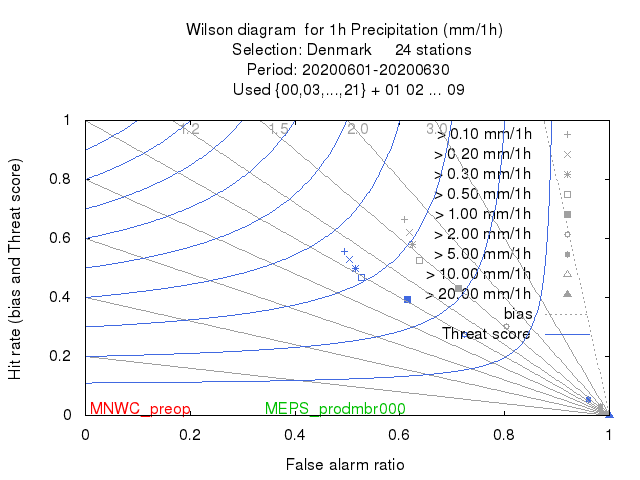 Wilson diagram for 1h Precipitation (mm/1h)
Selection: Denmark 24 stations
Period: 20200601-20200630
Used {00,03,...,21} + 01 02 ... 09
Hit rate (bias and Threat score)
1
0.8
0.6
0.4
0.2
0
1.2 1.5 2.0 3.0
> 0.10 mm/1h
> 0.20 mm/1h
> 0.30 mm/1h
> 0.50 mm/1h
> 1.00 mm/1h
> 2.00 mm/1h
> 5.00 mm/1h
> 10.00 mm/1h
> 20.00 mm/1h
bias
Threat score
MNWC_preop MEPS_prodmbr000
0 0.2 0.4 0.6 0.8 1
False alarm ratio